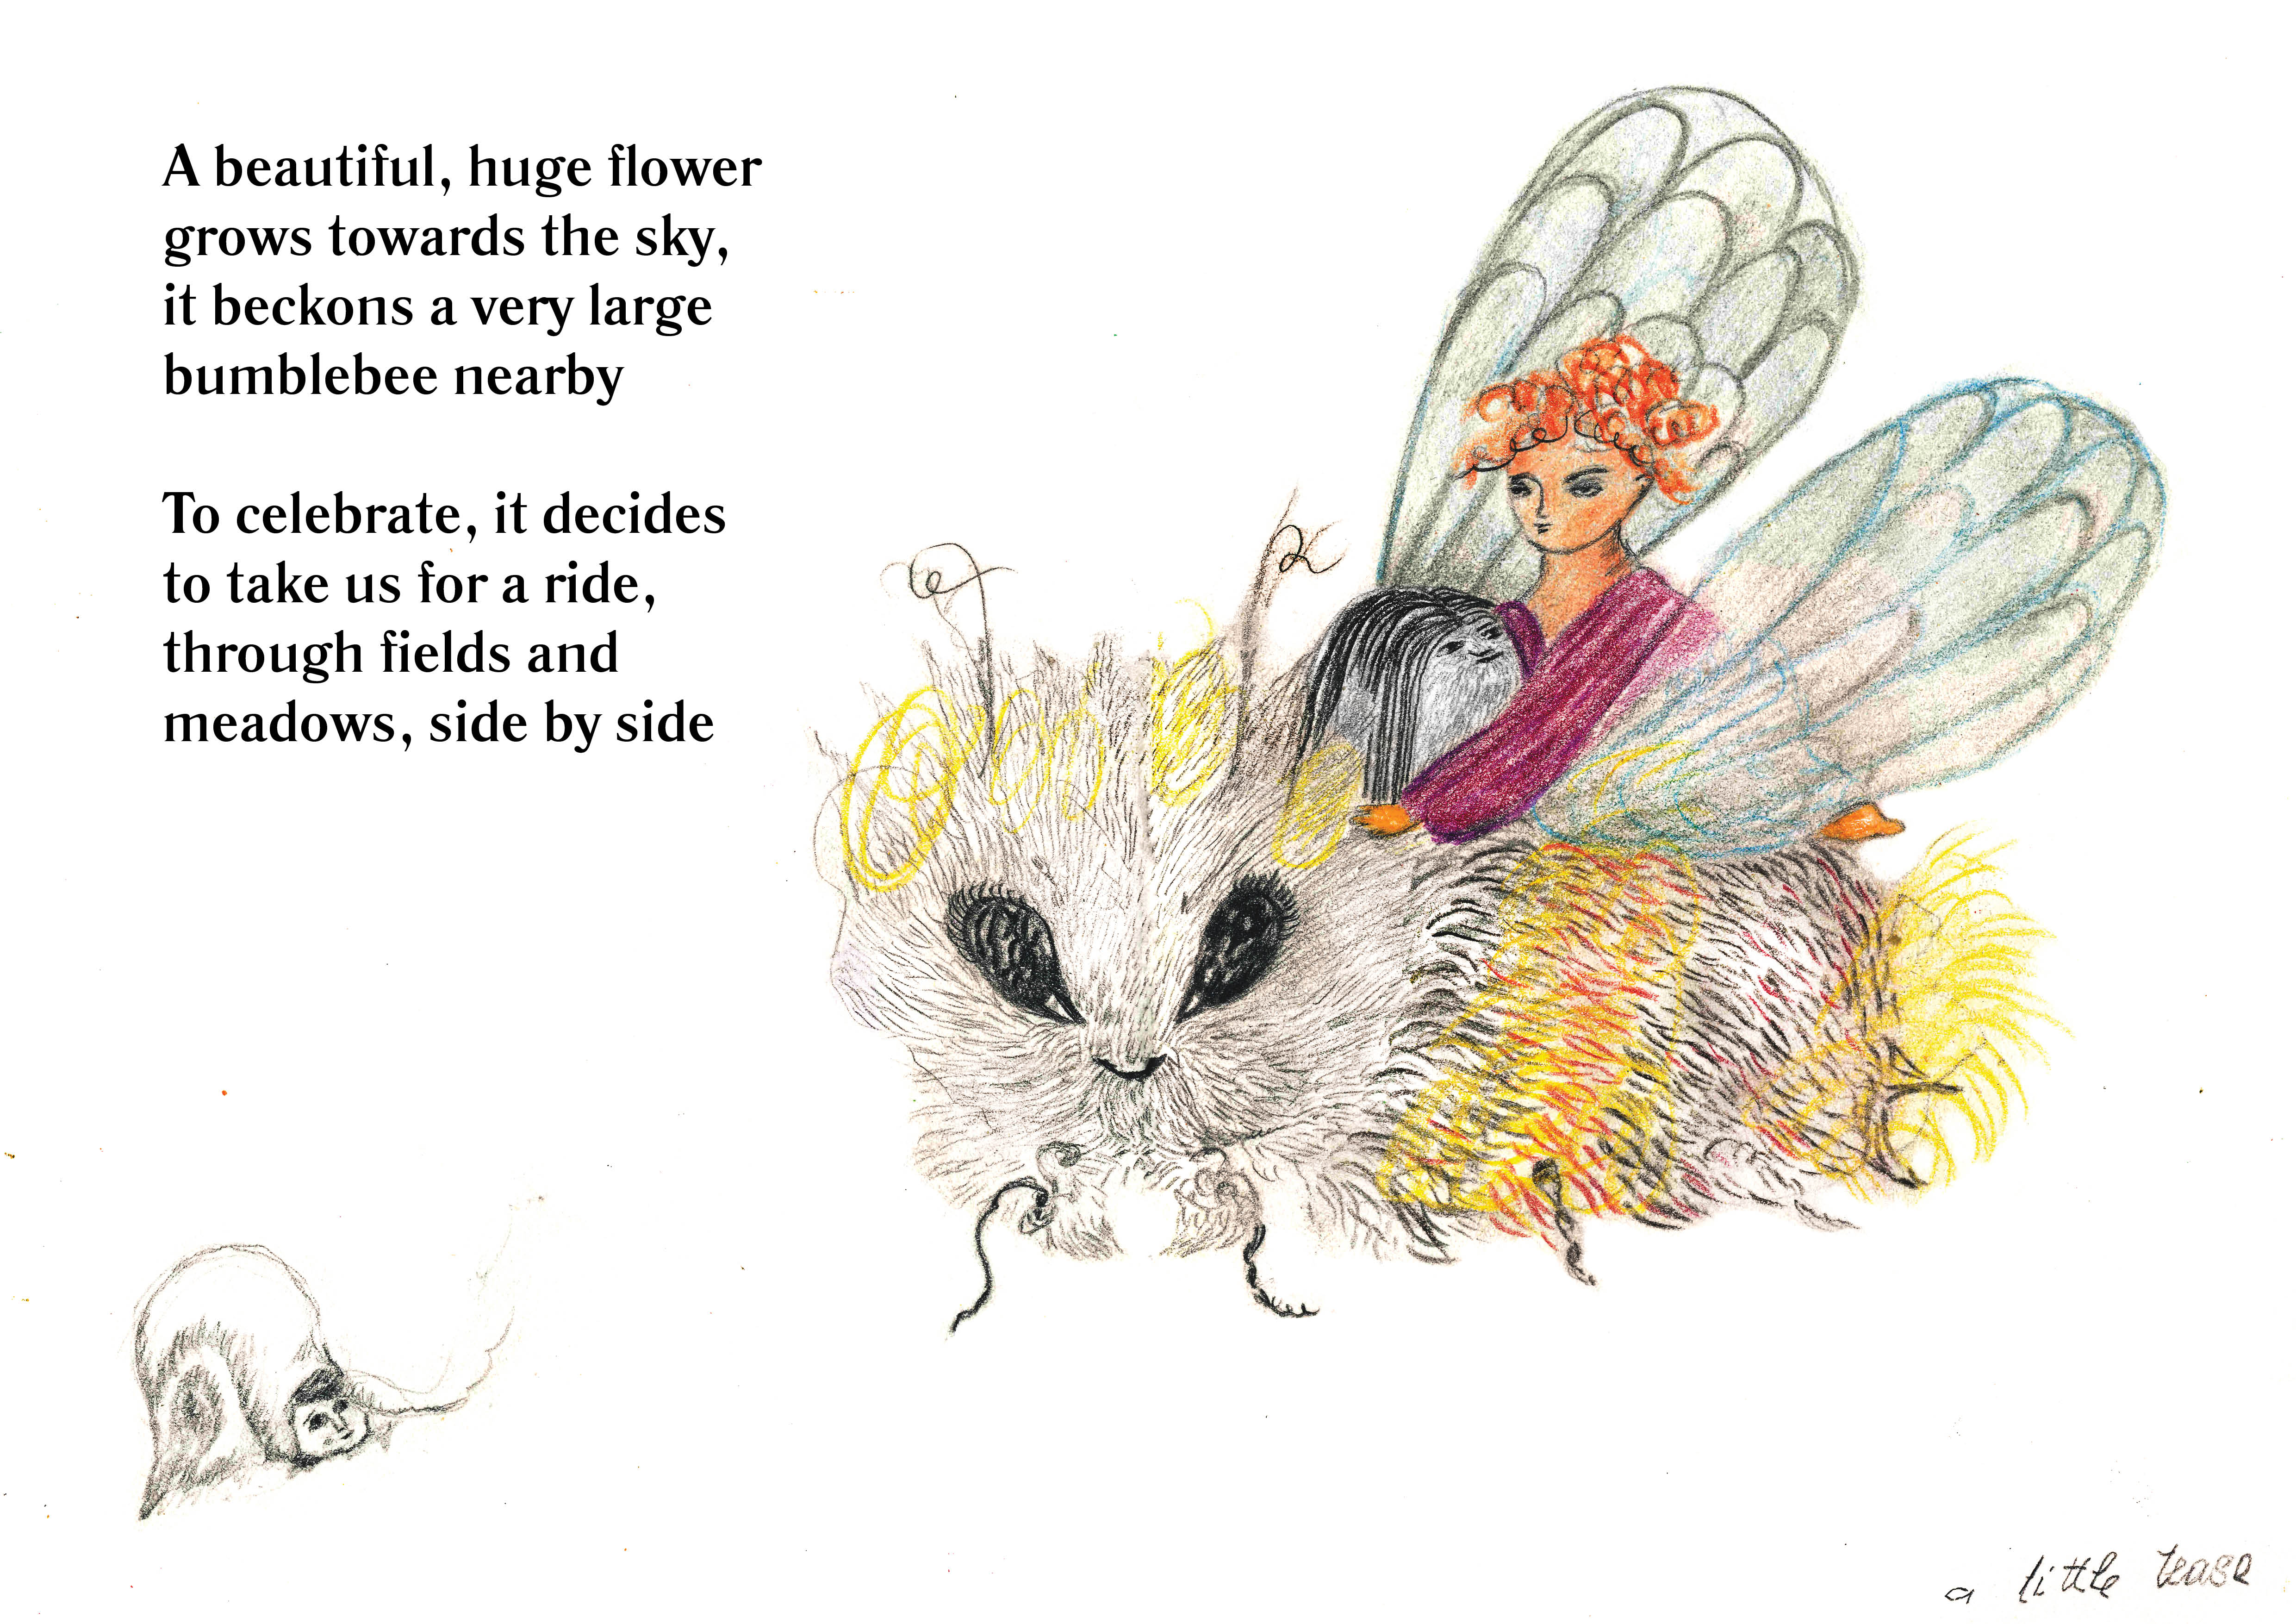 A beautiful, huge flower
grows towards the sky,
it beckons a very large
bumblebee nearby
To celebrate, it decides
to take us for a ride,
through fields and
meadows, side by side
a little tease